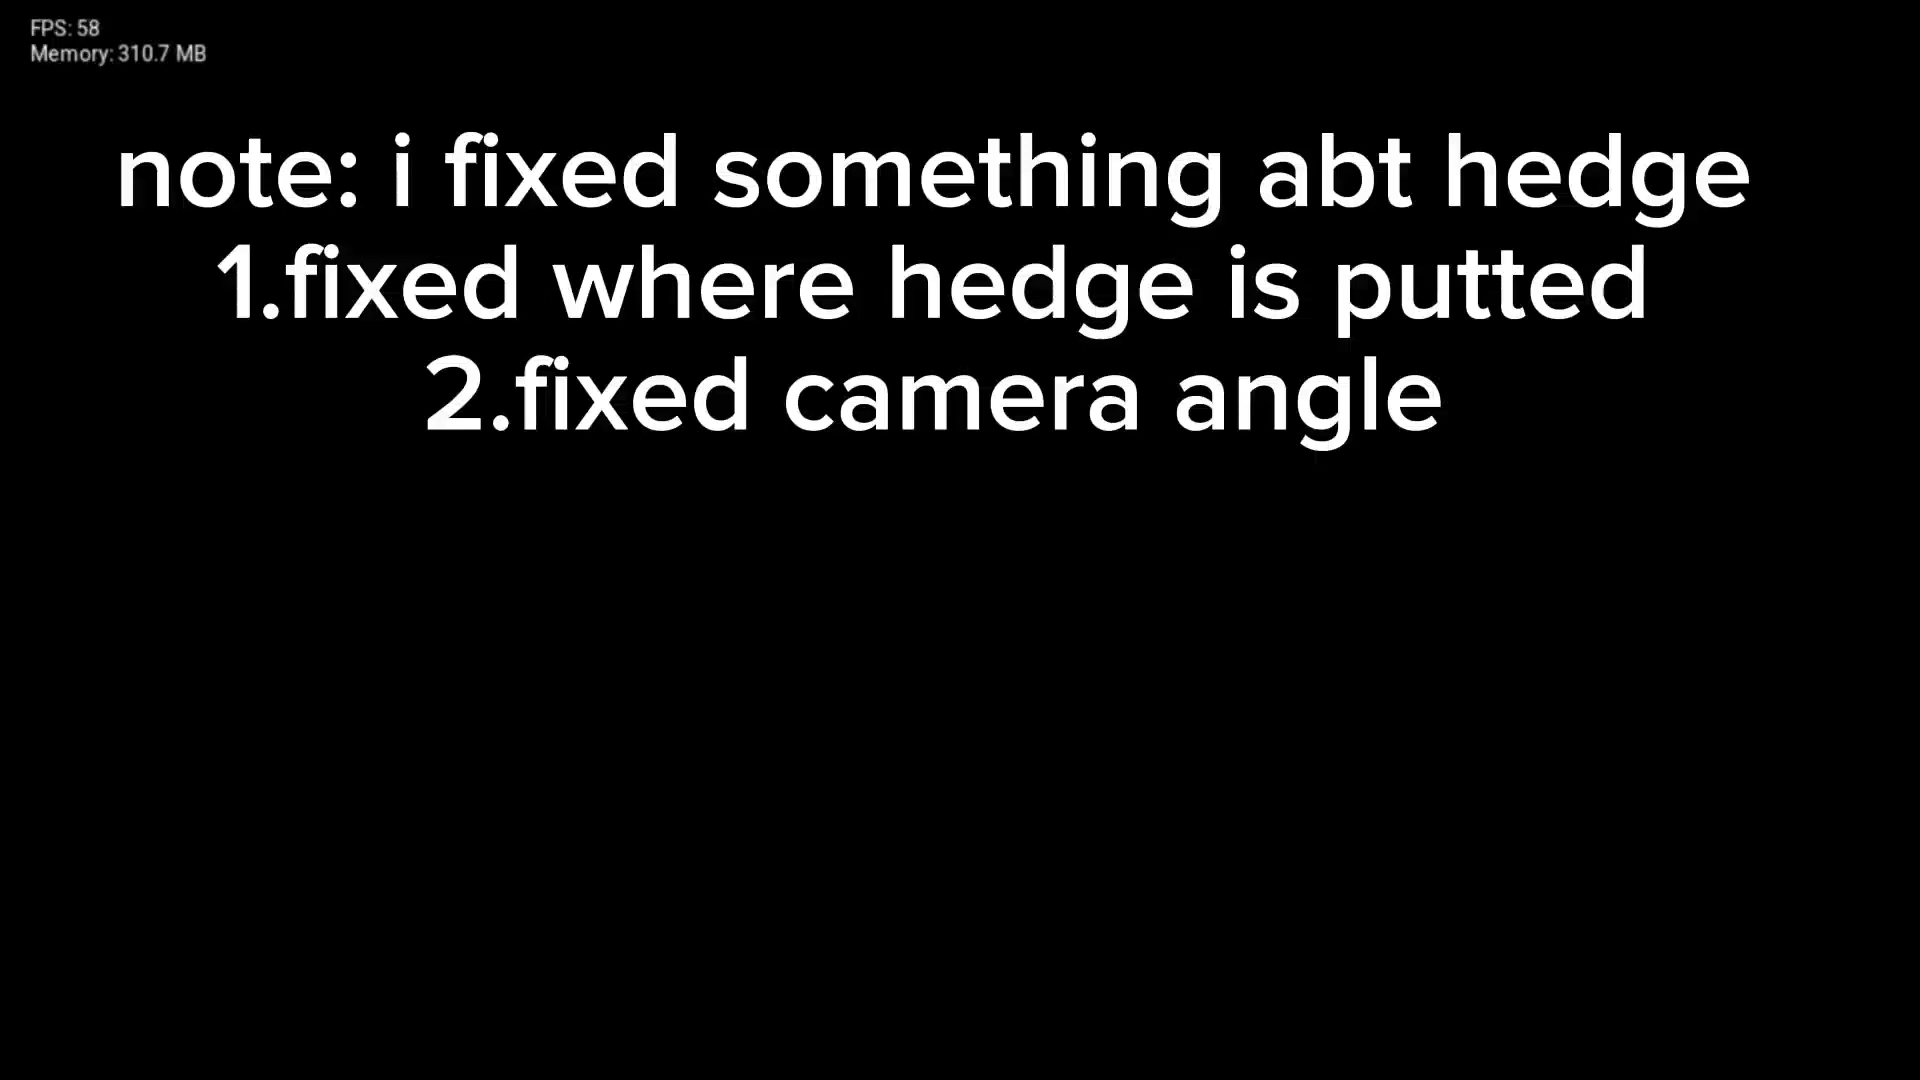 FPS: 58
Memory: 310.7 MB
note: i fixed something abt hedge
1.fixed where hedge is putted
2.fixed camera angle